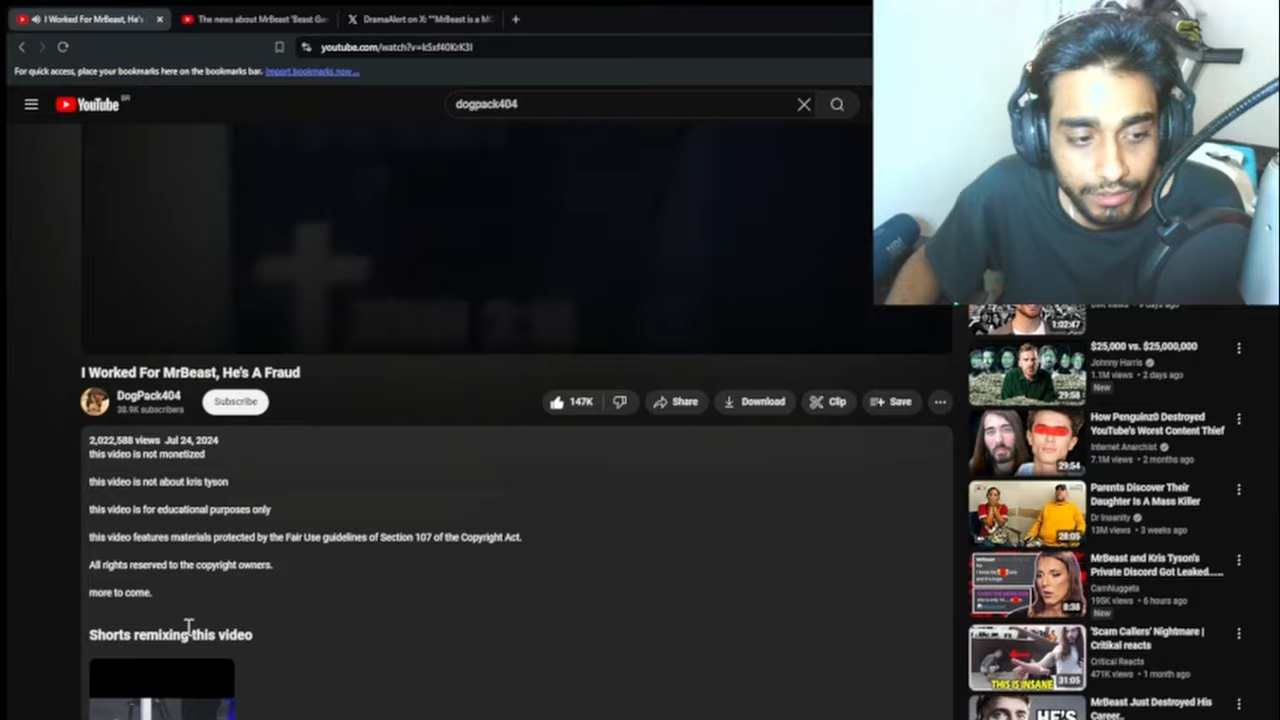 I Worked For MrBeast, He's
The news about MrBeast 'Beast Gam
DramaAlert on X: "'MrBeast is a MO
youtube.com/watch?v=k5xf40KrK3I
For quick access, place your bookmarks here on the bookmarks bar. Import bookmarks now ...
YouTube BR
dogpack404
I Worked For MrBeast, He's A Fraud
DogPack404
38.9K subscribers
Subscribe
147K
Share
Download
Clip
Save
2,022,588 views Jul 24, 2024
this video is not monetized
this video is not about kris tyson
this video is for educational purposes only
this video features materials protected by the Fair Use guidelines of Section 107 of the Copyright Act.
All rights reserved to the copyright owners.
more to come.
Shorts remixing this video
1:02:47
$25,000 vs. $25,000,000
Johnny Harris
1.1M views • 2 days ago
New
29:58
How Penguinz0 Destroyed
YouTube's Worst Content Thief
Internet Anarchist
7.1M views • 2 months ago
29:54
Parents Discover Their
Daughter Is A Mass Killer
Dr Insanity
13M views • 3 weeks ago
28:05
MrBeast and Kris Tyson's
Private Discord Got Leaked......
CamNuggets
195K views • 6 hours ago
New
8:38
'Scam Callers' Nightmare |
Critikal reacts
Critical Reacts
471K views • 1 month ago
THIS IS INSANE
31:05
MrBeast Just Destroyed His
Career..
HE'S